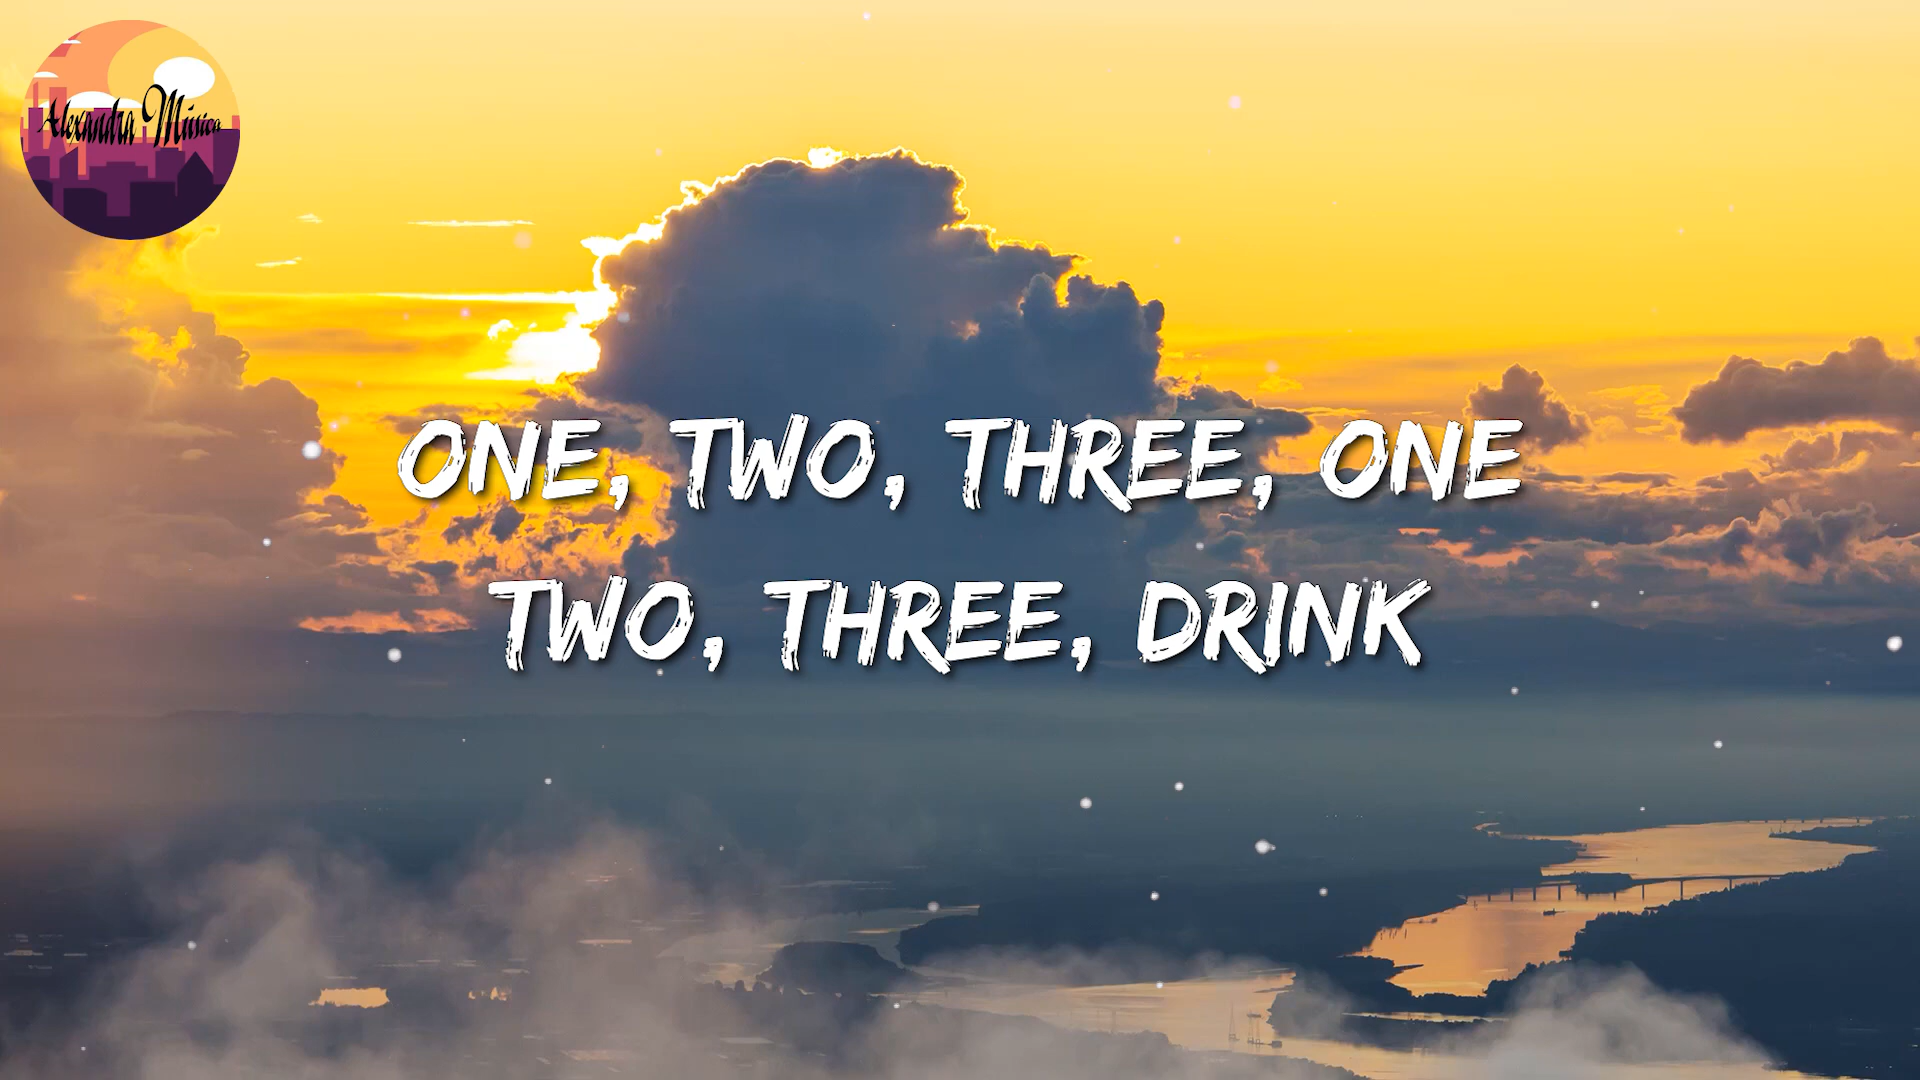 Alexandra Música
ONE, TWO, THREE, ONE
TWO, THREE, DRINK